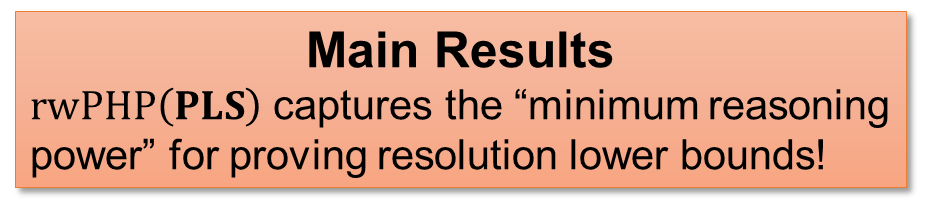 Main Results
rwPHP(PLS) captures the “minimum reasoning
power” for proving resolution lower bounds!